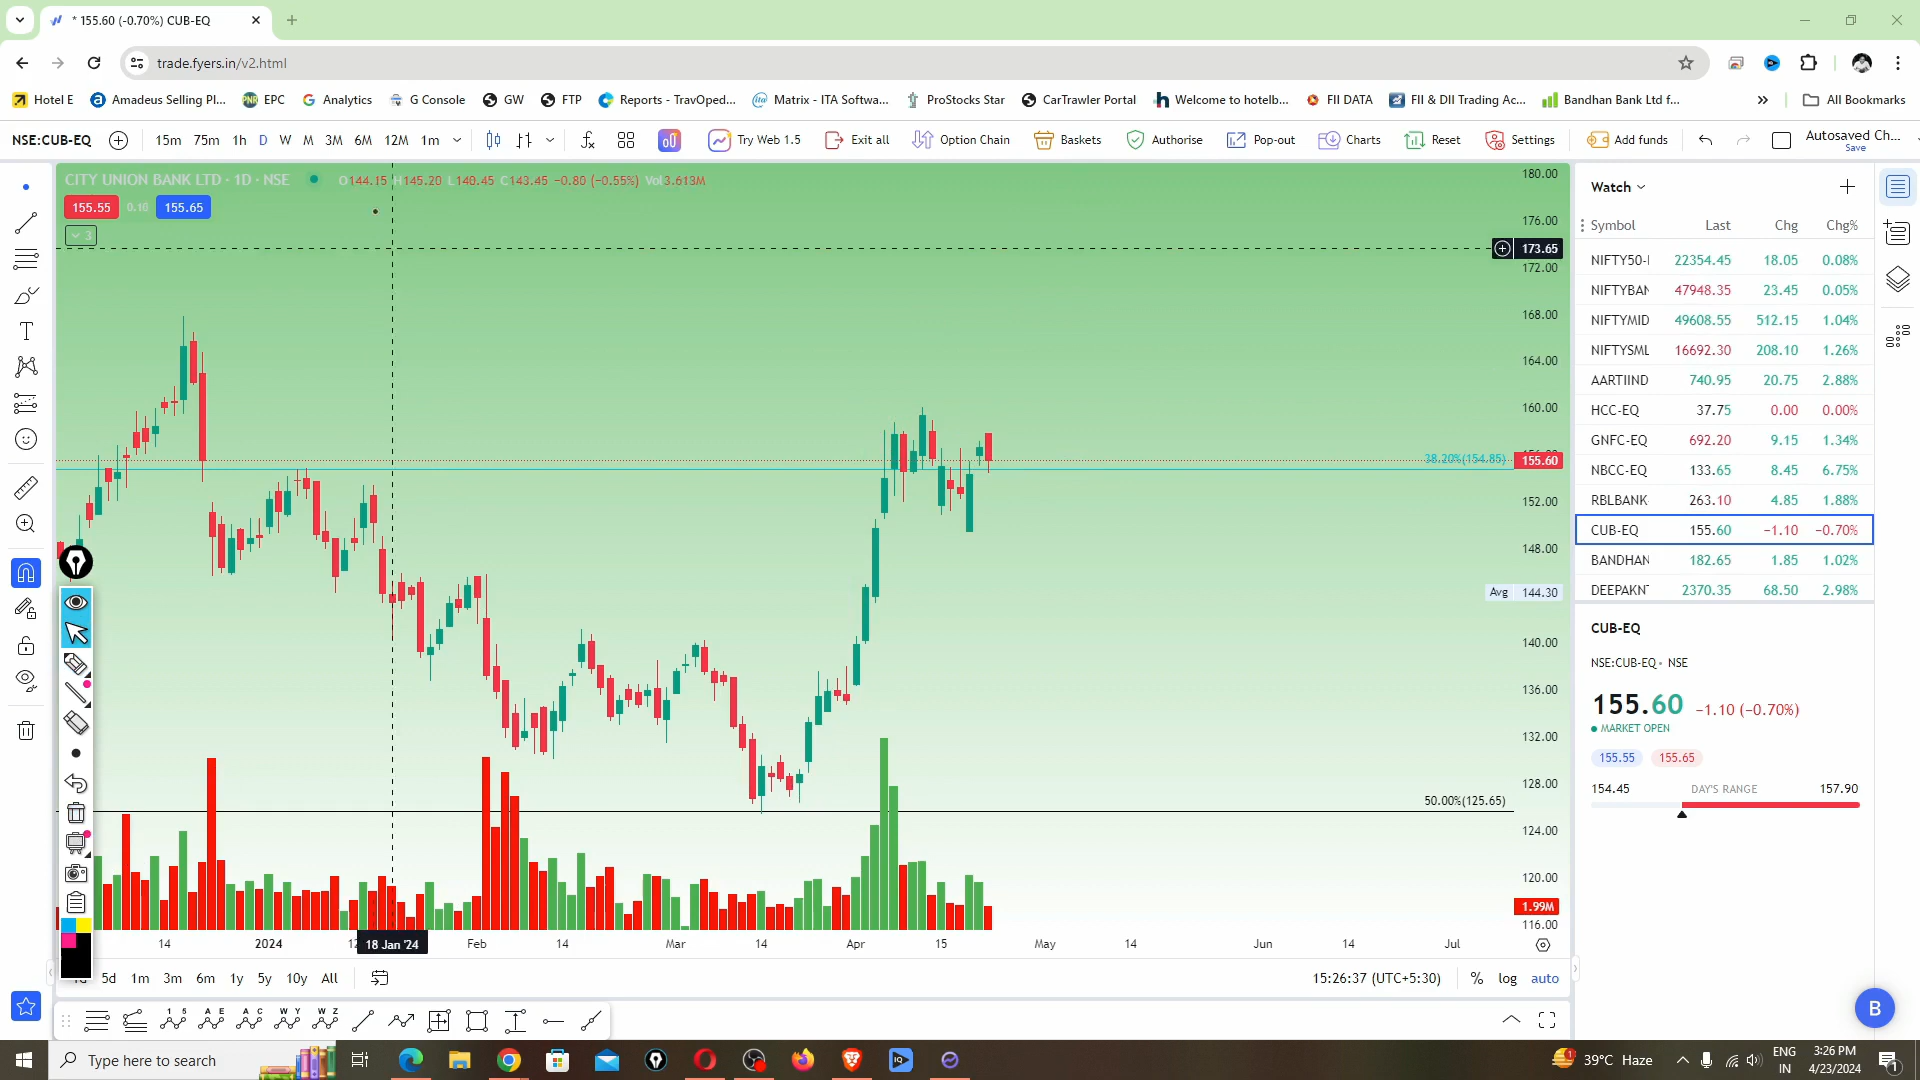 * 155.60 (-0.70%) CUB-EQ
trade.fyers.in/v2.html
Hotel E
Amadeus Selling Pl...
EPC
Analytics
G Console
GW
FTP
Reports - TravOped...
Matrix - ITA Softwa...
ProStocks Star
CarTrawler Portal
Welcome to hotelb...
FII DATA
FII & DII Trading Ac...
Bandhan Bank Ltd f...
All Bookmarks
NSE:CUB-EQ 15m 75m 1h D W M 3M 6M 12M 1m
Try Web 1.5 Exit all Option Chain Baskets Authorise Pop-out Charts Reset Settings Add funds
Autosaved Ch...
Save
CITY UNION BANK LTD · 1D · NSE O144.15 H145.20 L140.45 C143.45 -0.80 (-0.55%) Vol3.613M
155.55 0.10 155.65
3
180.00
176.00
173.65
172.00
168.00
164.00
160.00
38.20%(154.85) 155.60
152.00
148.00
Avg 144.30
140.00
136.00
132.00
128.00
50.00%(125.65)
124.00
120.00
1.99M
116.00
14 2024 18 Jan '24 Feb 14 Mar 14 Apr 15 May 14 Jun 14 Jul
5d 1m 3m 6m 1y 5y 10y All
15:26:37 (UTC+5:30) % log auto
1 5 A E A C W Y W Z
Watch
Symbol Last Chg Chg%
NIFTY50-I 22354.45 18.05 0.08%
NIFTYBAN 47948.35 23.45 0.05%
NIFTYMID 49608.55 512.15 1.04%
NIFTYSML 16692.30 208.10 1.26%
AARTIIND 740.95 20.75 2.88%
HCC-EQ 37.75 0.00 0.00%
GNFC-EQ 692.20 9.15 1.34%
NBCC-EQ 133.65 8.45 6.75%
RBLBANK 263.10 4.85 1.88%
CUB-EQ 155.60 −1.10 −0.70%
BANDHAN 182.65 1.85 1.02%
DEEPAKNT 2370.35 68.50 2.98%
CUB-EQ
NSE:CUB-EQ • NSE
155.60 −1.10 (−0.70%)
MARKET OPEN
155.55 155.65
154.45 DAY'S RANGE 157.90
B
Type here to search
39°C Haze
ENG
IN
3:26 PM
4/23/2024